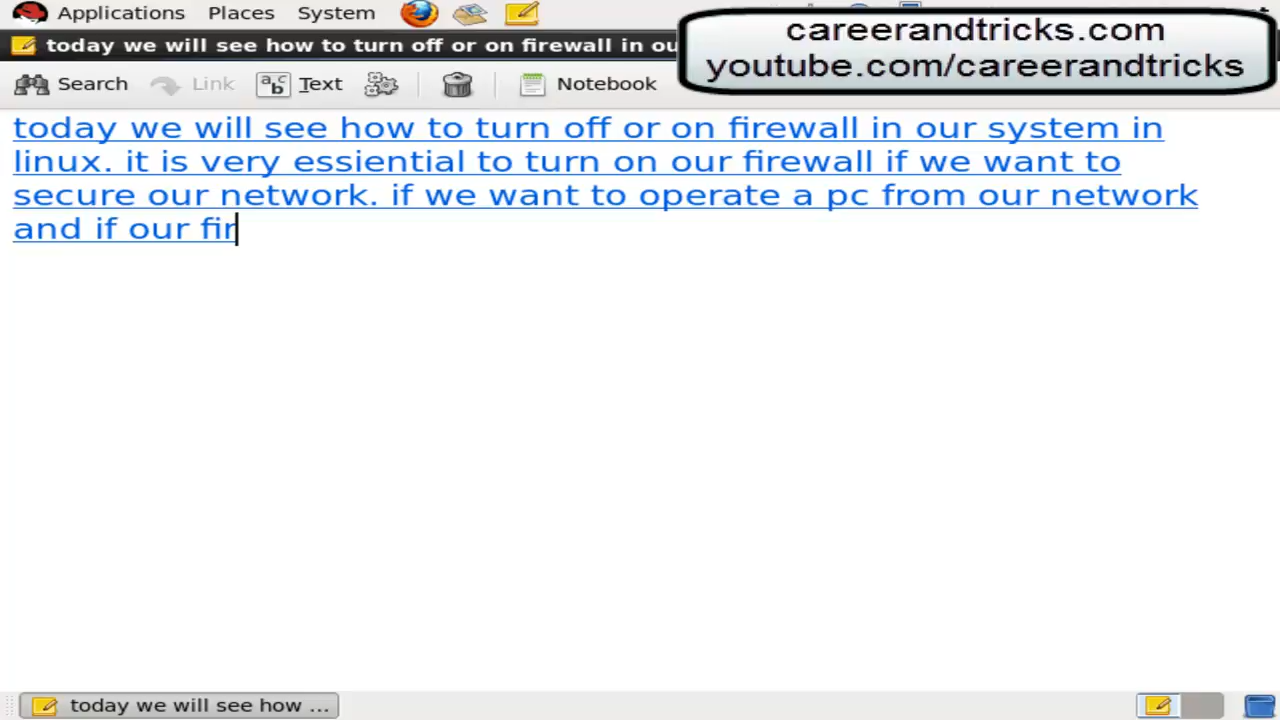 Applications Places System
careerandtricks.com
youtube.com/careerandtricks
today we will see how to turn off or on firewall in ou
Search Link Text Notebook
today we will see how to turn off or on firewall in our system in
linux. it is very essiential to turn on our firewall if we want to
secure our network. if we want to operate a pc from our network
and if our fir
today we will see how ...